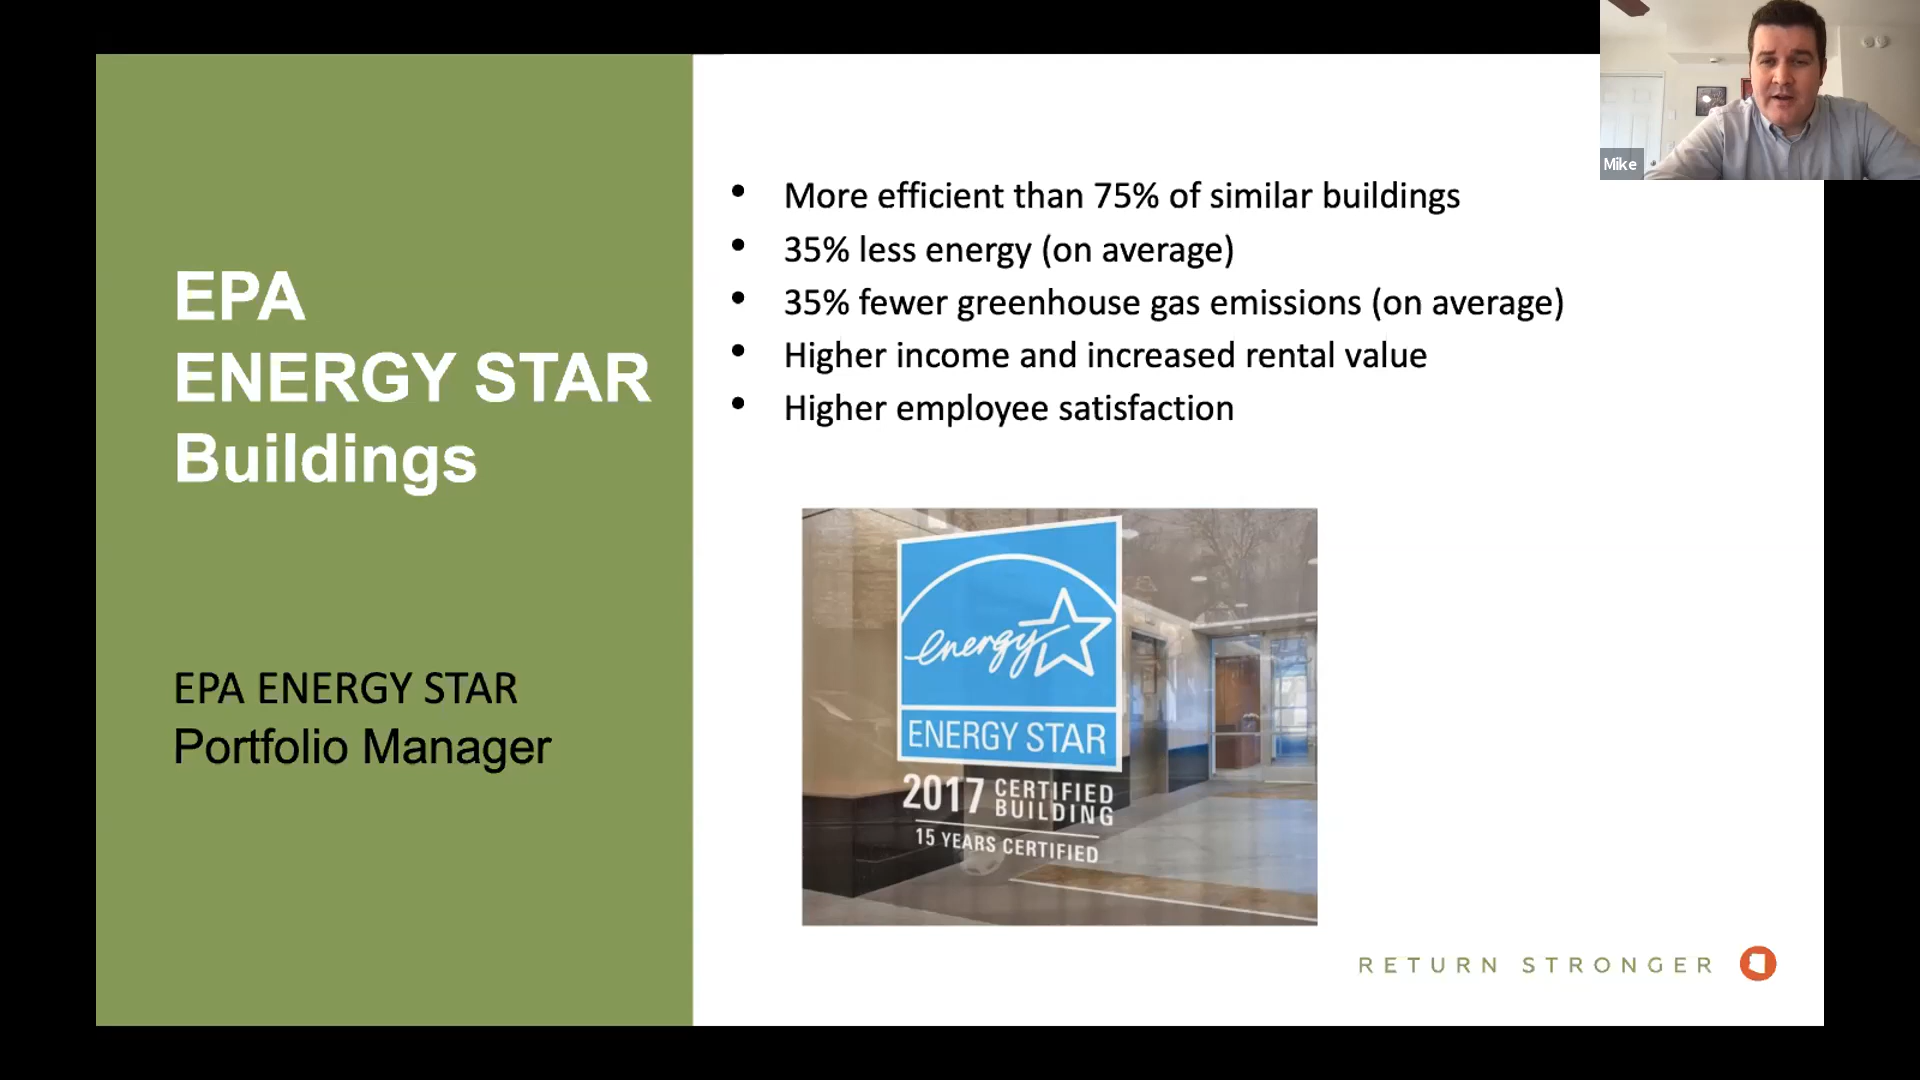 EPA
ENERGY STAR
Buildings
EPA ENERGY STAR
Portfolio Manager
• More efficient than 75% of similar buildings
• 35% less energy (on average)
• 35% fewer greenhouse gas emissions (on average)
• Higher income and increased rental value
• Higher employee satisfaction
energy
ENERGY STAR
2017 CERTIFIED
BUILDING
15 YEARS CERTIFIED
RETURN STRONGER
Mike